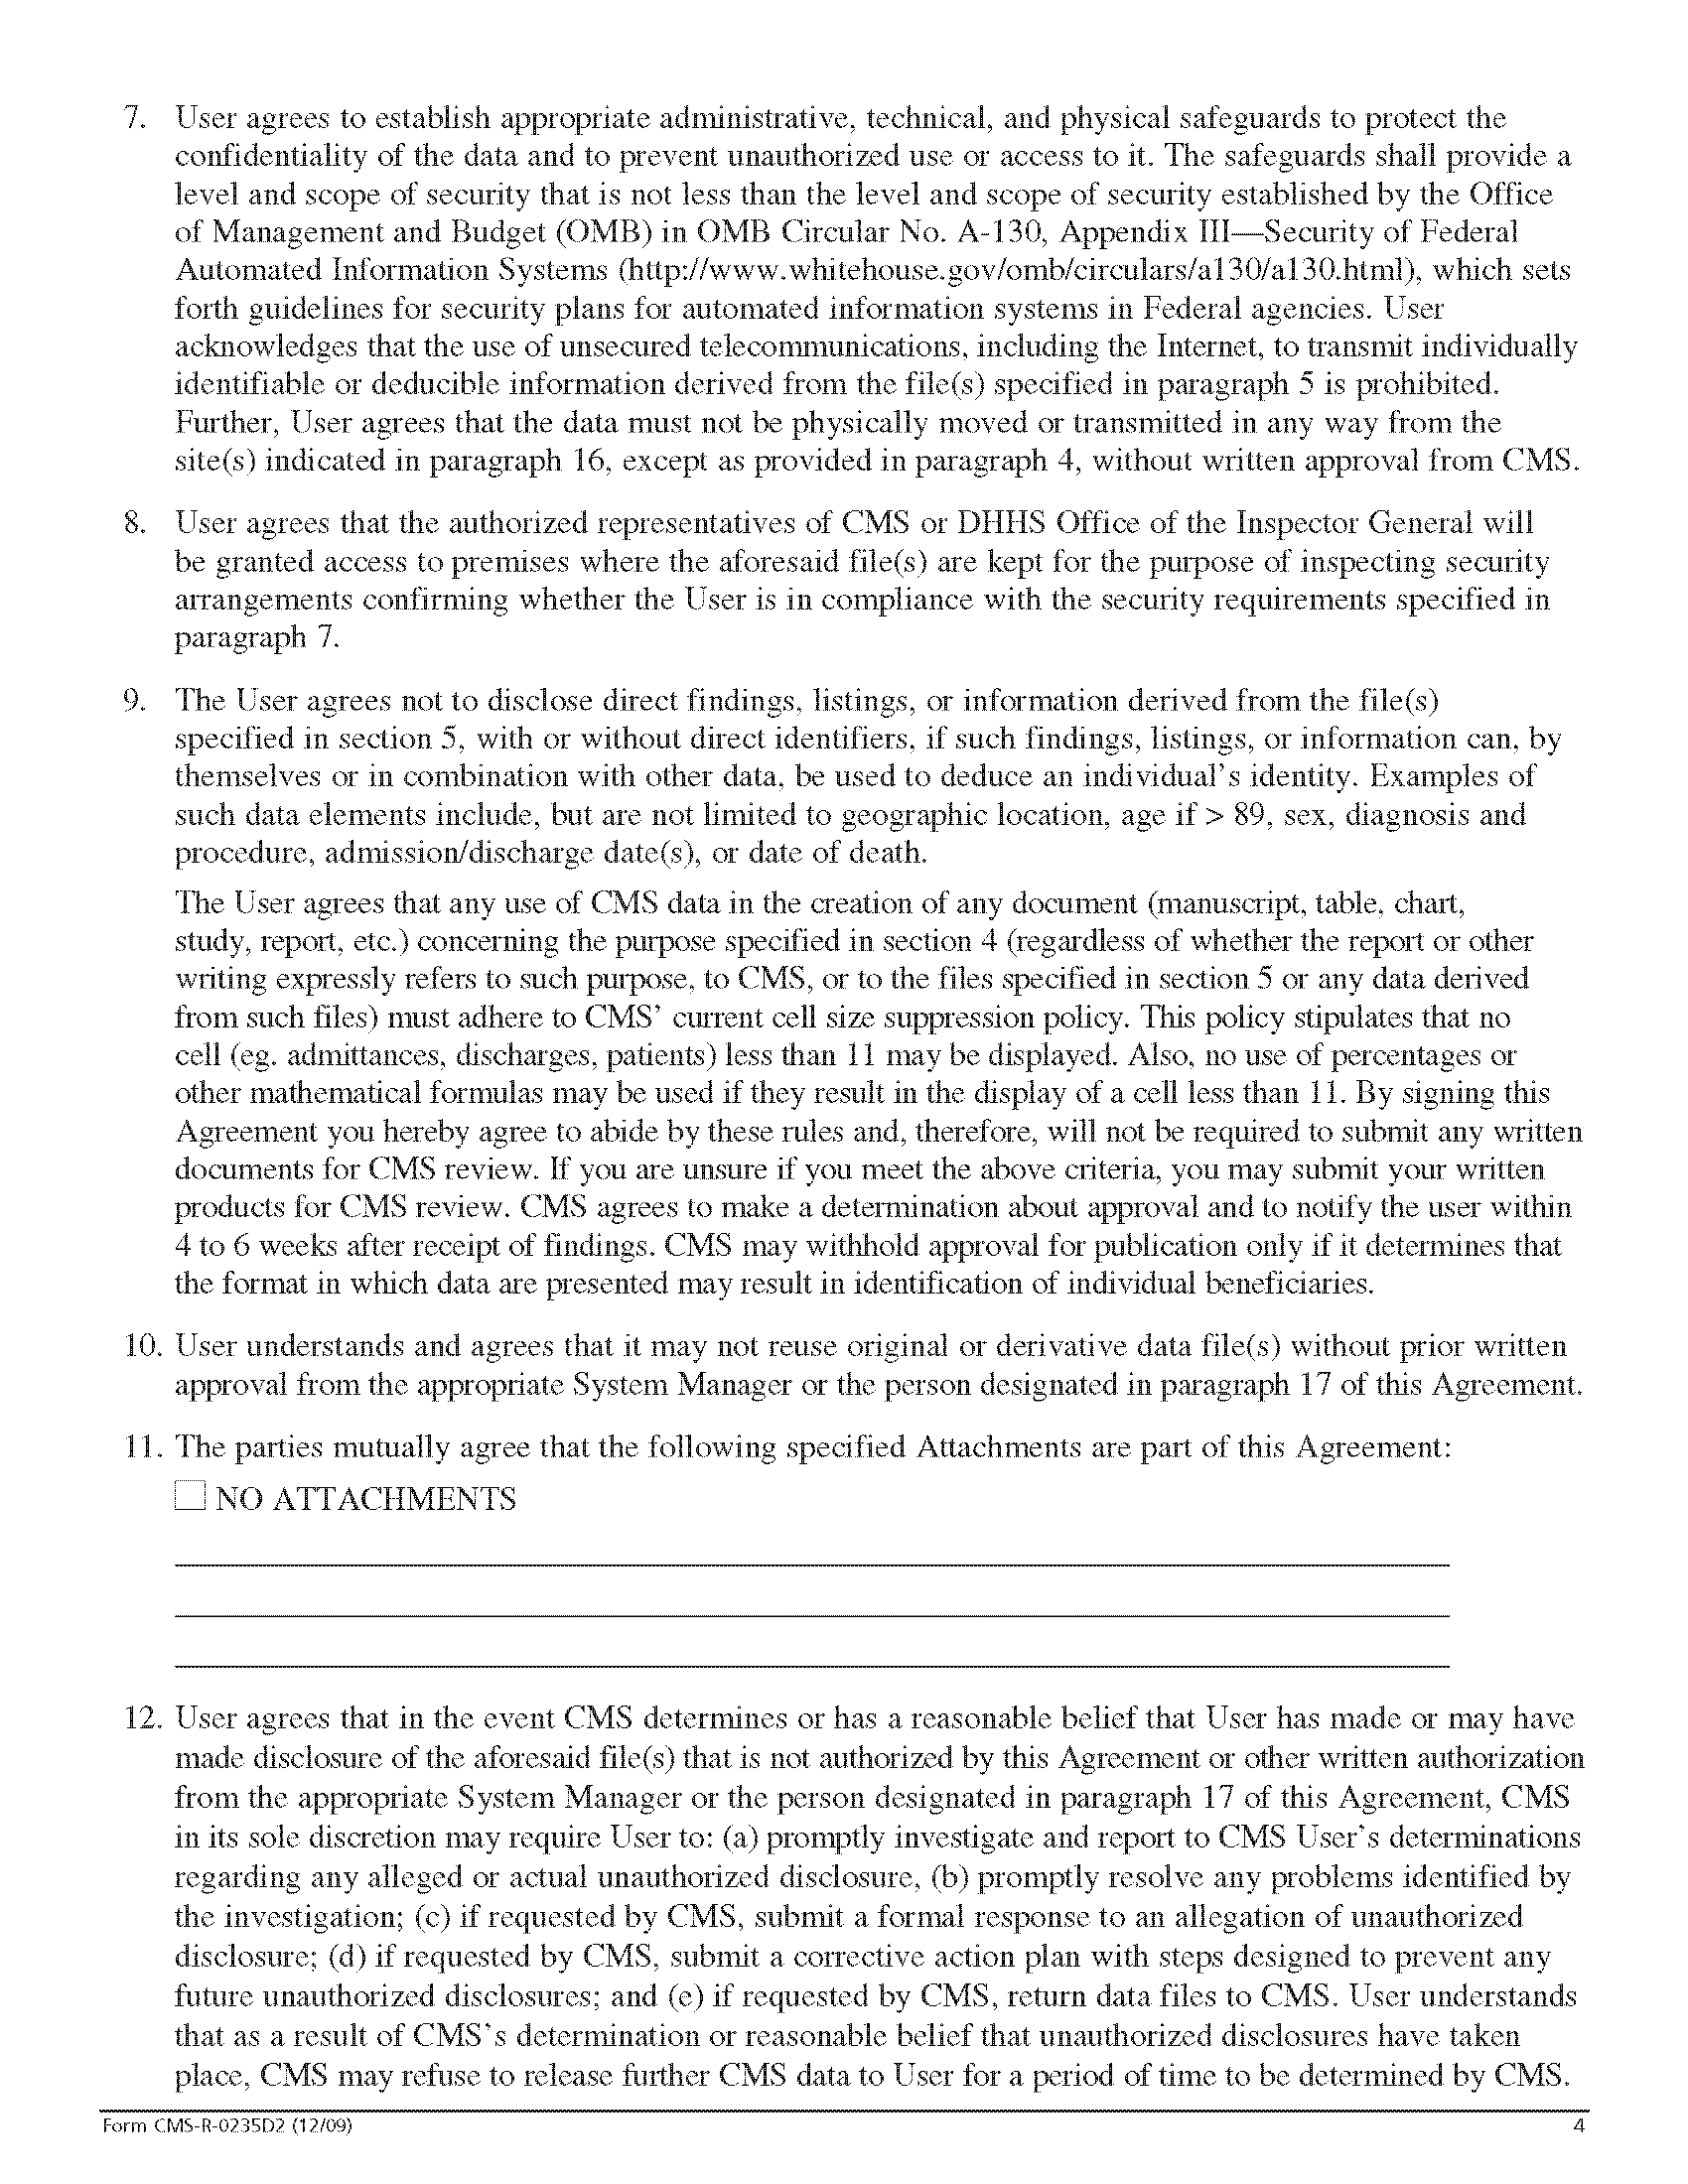 7. User agrees to establish appropriate administrative, technical, and physical safeguards to protect the
confidentiality of the data and to prevent unauthorized use or access to it. The safeguards shall provide a
level and scope of security that is not less than the level and scope of security established by the Office
of Management and Budget (OMB) in OMB Circular No. A-130, Appendix III—Security of Federal
Automated Information Systems (http://www.whitehouse.gov/omb/circulars/a130/a130.html), which sets
forth guidelines for security plans for automated information systems in Federal agencies. User
acknowledges that the use of unsecured telecommunications, including the Internet, to transmit individually
identifiable or deducible information derived from the file(s) specified in paragraph 5 is prohibited.
Further, User agrees that the data must not be physically moved or transmitted in any way from the
site(s) indicated in paragraph 16, except as provided in paragraph 4, without written approval from CMS.
8. User agrees that the authorized representatives of CMS or DHHS Office of the Inspector General will
be granted access to premises where the aforesaid file(s) are kept for the purpose of inspecting security
arrangements confirming whether the User is in compliance with the security requirements specified in
paragraph 7.
9. The User agrees not to disclose direct findings, listings, or information derived from the file(s)
specified in section 5, with or without direct identifiers, if such findings, listings, or information can, by
themselves or in combination with other data, be used to deduce an individual's identity. Examples of
such data elements include, but are not limited to geographic location, age if > 89, sex, diagnosis and
procedure, admission/discharge date(s), or date of death.
The User agrees that any use of CMS data in the creation of any document (manuscript, table, chart,
study, report, etc.) concerning the purpose specified in section 4 (regardless of whether the report or other
writing expressly refers to such purpose, to CMS, or to the files specified in section 5 or any data derived
from such files) must adhere to CMS' current cell size suppression policy. This policy stipulates that no
cell (eg. admittances, discharges, patients) less than 11 may be displayed. Also, no use of percentages or
other mathematical formulas may be used if they result in the display of a cell less than 11. By signing this
Agreement you hereby agree to abide by these rules and, therefore, will not be required to submit any written
documents for CMS review. If you are unsure if you meet the above criteria, you may submit your written
products for CMS review. CMS agrees to make a determination about approval and to notify the user within
4 to 6 weeks after receipt of findings. CMS may withhold approval for publication only if it determines that
the format in which data are presented may result in identification of individual beneficiaries.
10. User understands and agrees that it may not reuse original or derivative data file(s) without prior written
approval from the appropriate System Manager or the person designated in paragraph 17 of this Agreement.
11. The parties mutually agree that the following specified Attachments are part of this Agreement:
NO ATTACHMENTS
12. User agrees that in the event CMS determines or has a reasonable belief that User has made or may have
made disclosure of the aforesaid file(s) that is not authorized by this Agreement or other written authorization
from the appropriate System Manager or the person designated in paragraph 17 of this Agreement, CMS
in its sole discretion may require User to: (a) promptly investigate and report to CMS User's determinations
regarding any alleged or actual unauthorized disclosure, (b) promptly resolve any problems identified by
the investigation; (c) if requested by CMS, submit a formal response to an allegation of unauthorized
disclosure; (d) if requested by CMS, submit a corrective action plan with steps designed to prevent any
future unauthorized disclosures; and (e) if requested by CMS, return data files to CMS. User understands
that as a result of CMS's determination or reasonable belief that unauthorized disclosures have taken
place, CMS may refuse to release further CMS data to User for a period of time to be determined by CMS.
Form CMS-R-0235D2 (12/09) 4